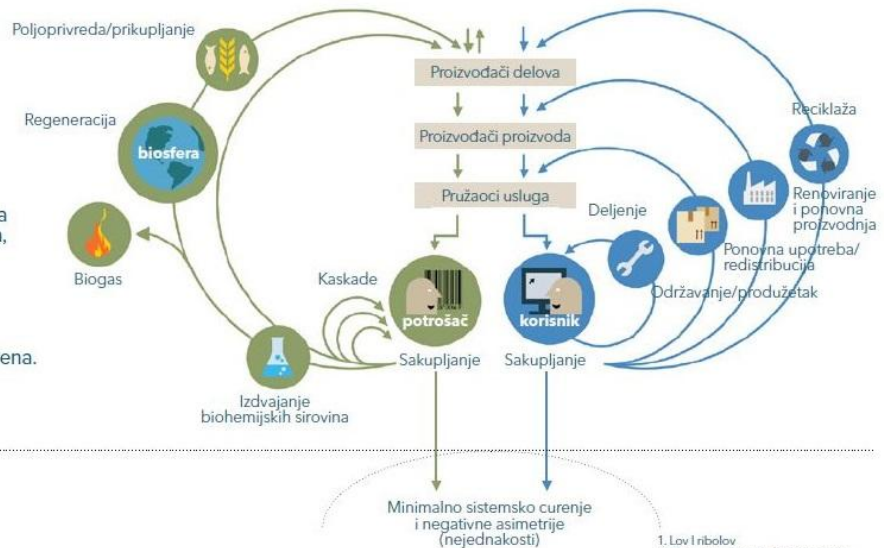 Poljoprivreda/prikupljanje
Proizvođači delova
Reciklaža
Regeneracija
Proizvođači proizvoda
biosfera
Pružaoci usluga
Renoviranje
i ponovna
proizvodnja
a
,
Deljenje
Biogas
Kaskade
Ponovna upotreba/
redistribucija
Održavanje/produžetak
potrošač
korisnik
ena.
Sakupljanje
Sakupljanje
Izdvajanje
biohemijskih sirovina
Minimalno sistemsko curenje
i negativne asimetrije
(nejednakosti)
1. Lov I ribolov